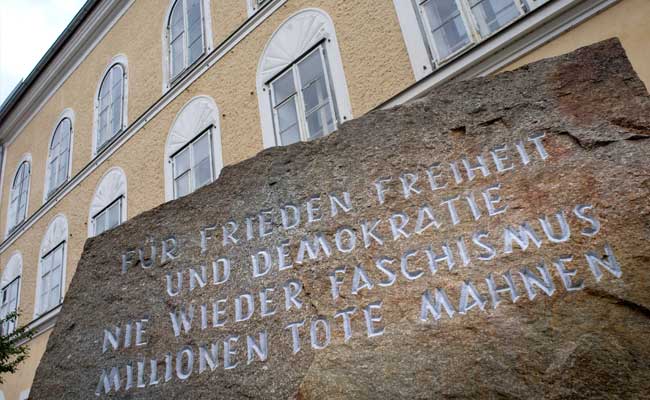 FÜR FRIEDEN FREIHEIT
UND DEMOKRATIE
NIE WIEDER FASCHISMUS
MILLIONEN TOTE MAHNEN